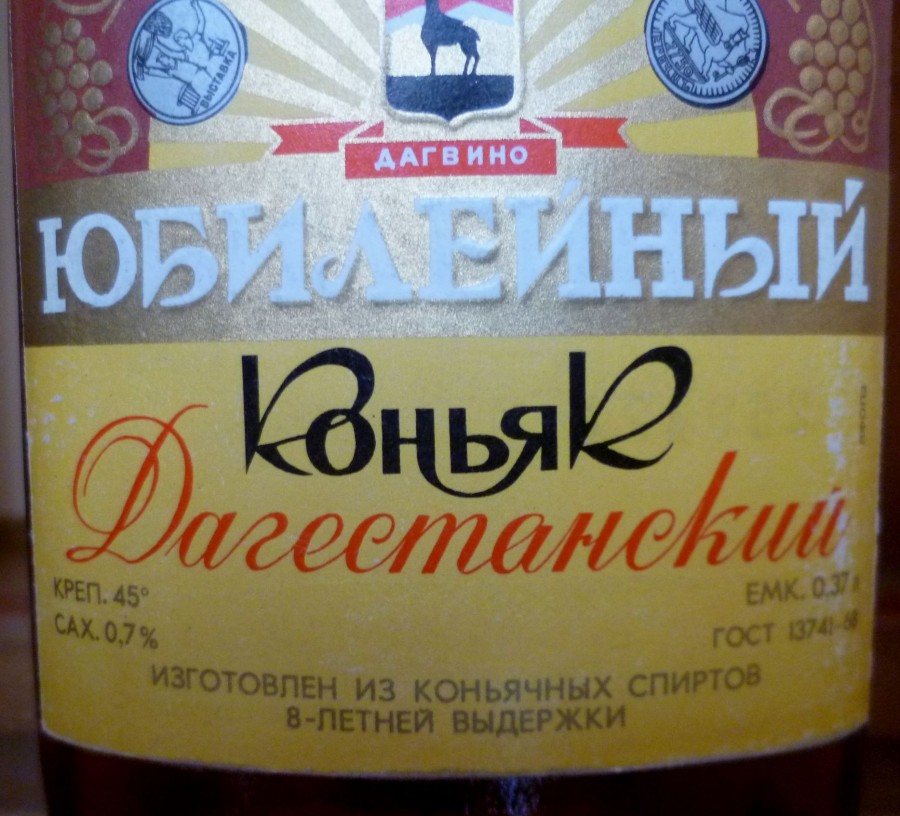 ВЫСТАВКА
ДАГВИНО
ЮБИЛЕЙНЫЙ
КОНЬЯК
Дагестанский
КРЕП. 45°
ЕМК. 0,37 л
САХ. 0,7%
ГОСТ 13741-68
ИЗГОТОВЛЕН ИЗ КОНЬЯЧНЫХ СПИРТОВ
8-ЛЕТНЕЙ ВЫДЕРЖКИ